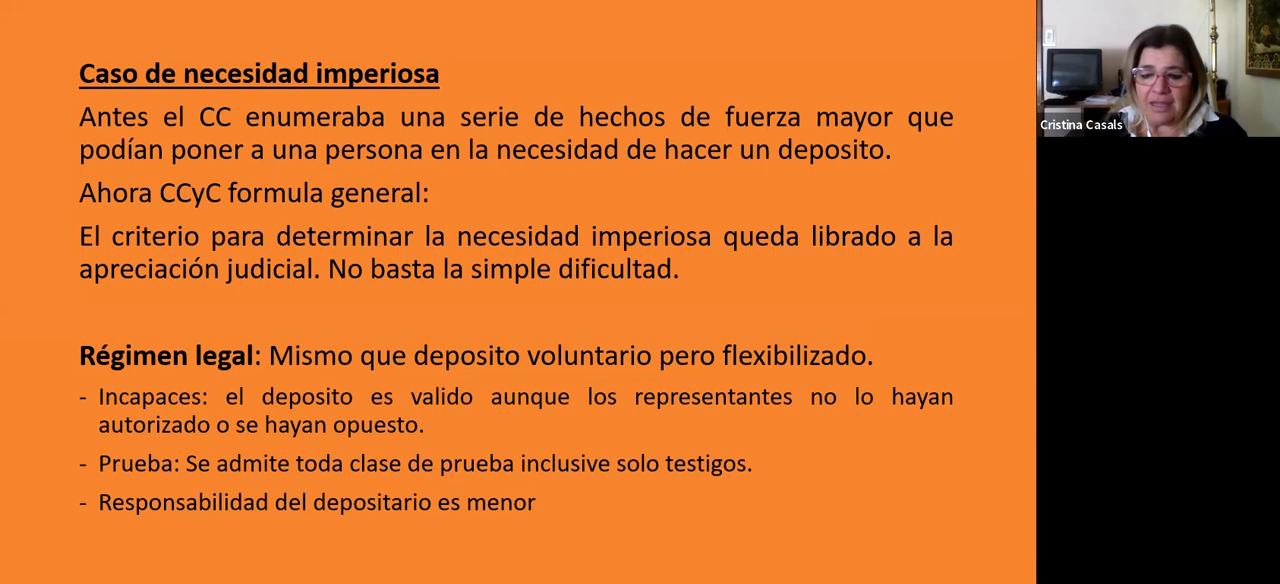 Caso de necesidad imperiosa
Antes el CC enumeraba una serie de hechos de fuerza mayor que
podían poner a una persona en la necesidad de hacer un deposito.
Ahora CCyC formula general:
El criterio para determinar la necesidad imperiosa queda librado a la
apreciación judicial. No basta la simple dificultad.
Régimen legal: Mismo que deposito voluntario pero flexibilizado.
- Incapaces: el deposito es valido aunque los representantes no lo hayan
autorizado o se hayan opuesto.
- Prueba: Se admite toda clase de prueba inclusive solo testigos.
- Responsabilidad del depositario es menor
Cristina Casals